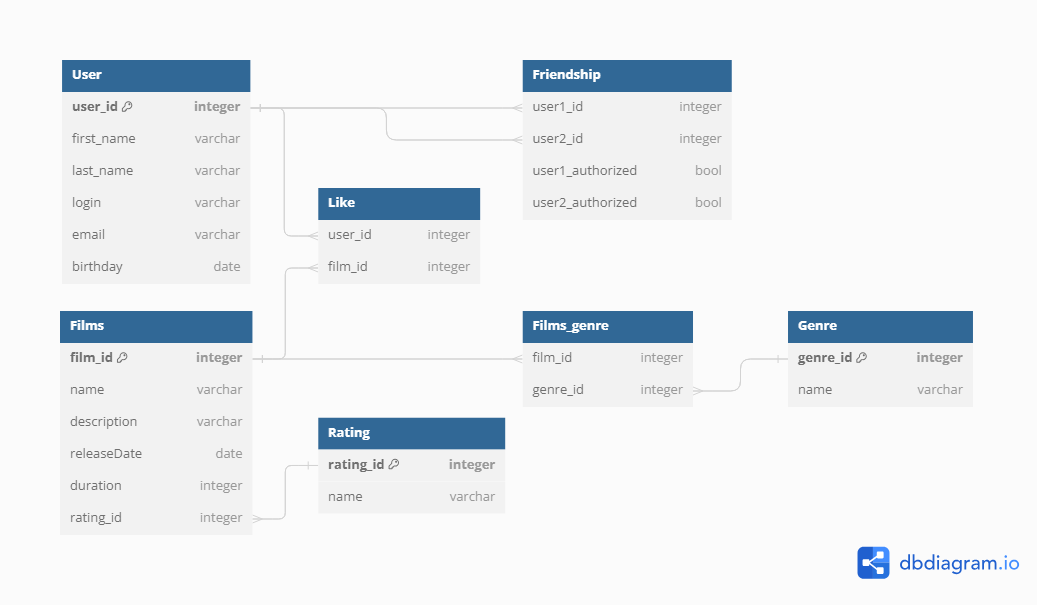 User
user_id integer
first_name varchar
last_name varchar
login varchar
email varchar
birthday date
Friendship
user1_id integer
user2_id integer
user1_authorized bool
user2_authorized bool
Like
user_id integer
film_id integer
Films
film_id integer
name varchar
description varchar
releaseDate date
duration integer
rating_id integer
Films_genre
film_id integer
genre_id integer
Genre
genre_id integer
name varchar
Rating
rating_id integer
name varchar
dbdiagram.io